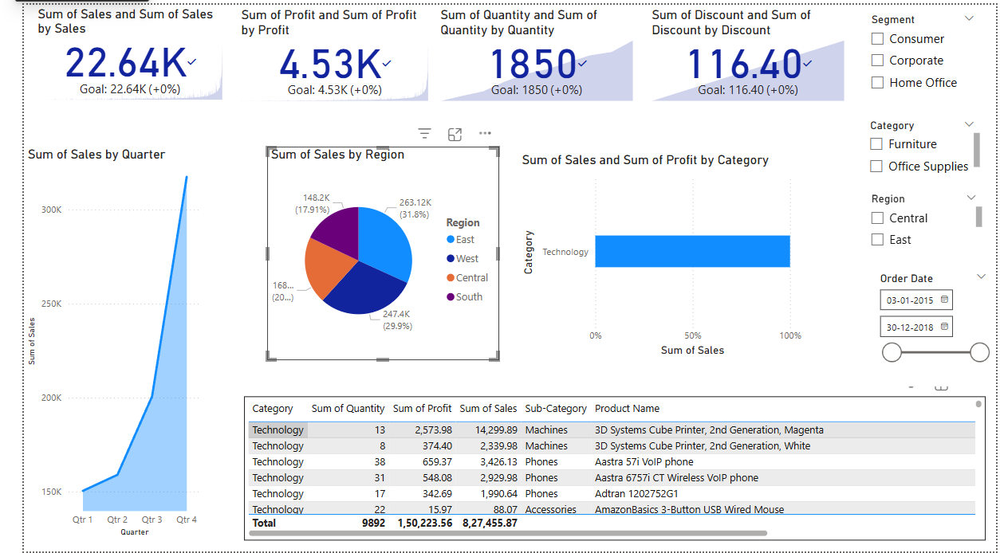 Sum of Sales and Sum of Sales
by Sales
22.64K
Goal: 22.64K (+0%)
Sum of Profit and Sum of Profit
by Profit
4.53K
Goal: 4.53K (+0%)
Sum of Quantity and Sum of
Quantity by Quantity
1850
Goal: 1850 (+0%)
Sum of Discount and Sum of
Discount by Discount
116.40
Goal: 116.40 (+0%)
Segment
Consumer
Corporate
Home Office
Category
Furniture
Office Supplies
Region
Central
East
Order Date
03-01-2015
30-12-2018
Sum of Sales by Quarter
Sum of Sales
300K
250K
200K
150K
Qtr 1 Qtr 2 Qtr 3 Qtr 4
Quarter
Sum of Sales by Region
148.2K
(17.91%)
263.12K
(31.8%)
168...
(20...)
247.4K
(29.9%)
Region
East
West
Central
South
Sum of Sales and Sum of Profit by Category
Category
Technology
0% 50% 100%
Sum of Sales
Category Sum of Quantity Sum of Profit Sum of Sales Sub-Category Product Name
Technology 13 2,573.98 14,299.89 Machines 3D Systems Cube Printer, 2nd Generation, Magenta
Technology 8 374.40 2,339.98 Machines 3D Systems Cube Printer, 2nd Generation, White
Technology 38 659.37 3,426.13 Phones Aastra 57i VoIP phone
Technology 31 548.08 2,929.98 Phones Aastra 6757i CT Wireless VoIP phone
Technology 17 342.69 1,990.64 Phones Adtran 1202752G1
Technology 22 15.97 88.07 Accessories AmazonBasics 3-Button USB Wired Mouse
Total 9892 1,50,223.56 8,27,455.87